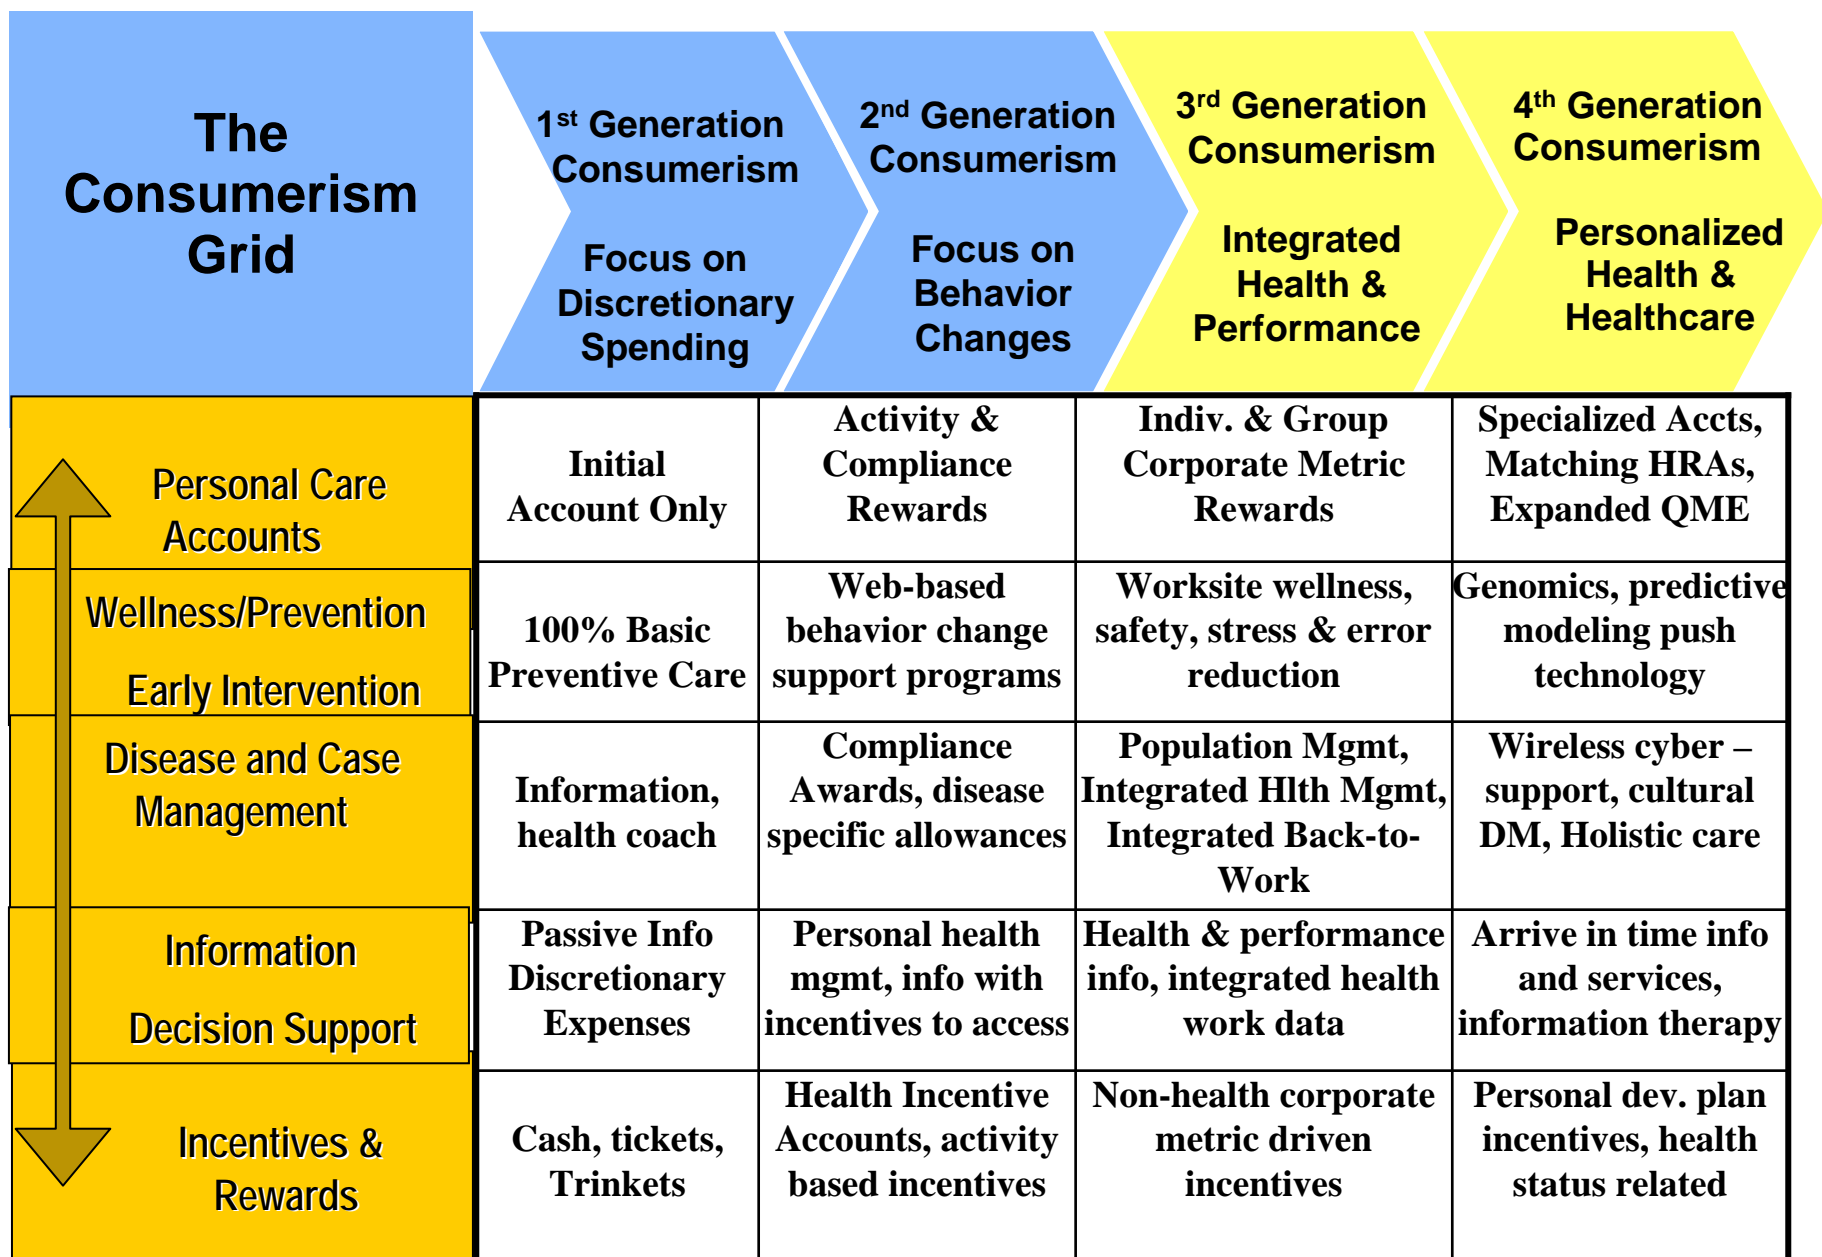 The
Consumerism
Grid
1st Generation
Consumerism
Focus on
Discretionary
Spending
2nd Generation
Consumerism
Focus on
Behavior
Changes
3rd Generation
Consumerism
Integrated
Health &
Performance
4th Generation
Consumerism
Personalized
Health &
Healthcare
Personal Care
Accounts
Initial
Account Only
Activity &
Compliance
Rewards
Indiv. & Group
Corporate Metric
Rewards
Specialized Accts,
Matching HRAs,
Expanded QME
Wellness/Prevention
Early Intervention
100% Basic
Preventive Care
Web-based
behavior change
support programs
Worksite wellness,
safety, stress & error
reduction
Genomics, predictive
modeling push
technology
Disease and Case
Management
Information,
health coach
Compliance
Awards, disease
specific allowances
Population Mgmt,
Integrated Hlth Mgmt,
Integrated Back-to-
Work
Wireless cyber –
support, cultural
DM, Holistic care
Information
Decision Support
Passive Info
Discretionary
Expenses
Personal health
mgmt, info with
incentives to access
Health & performance
info, integrated health
work data
Arrive in time info
and services,
information therapy
Incentives &
Rewards
Cash, tickets,
Trinkets
Health Incentive
Accounts, activity
based incentives
Non-health corporate
metric driven
incentives
Personal dev. plan
incentives, health
status related